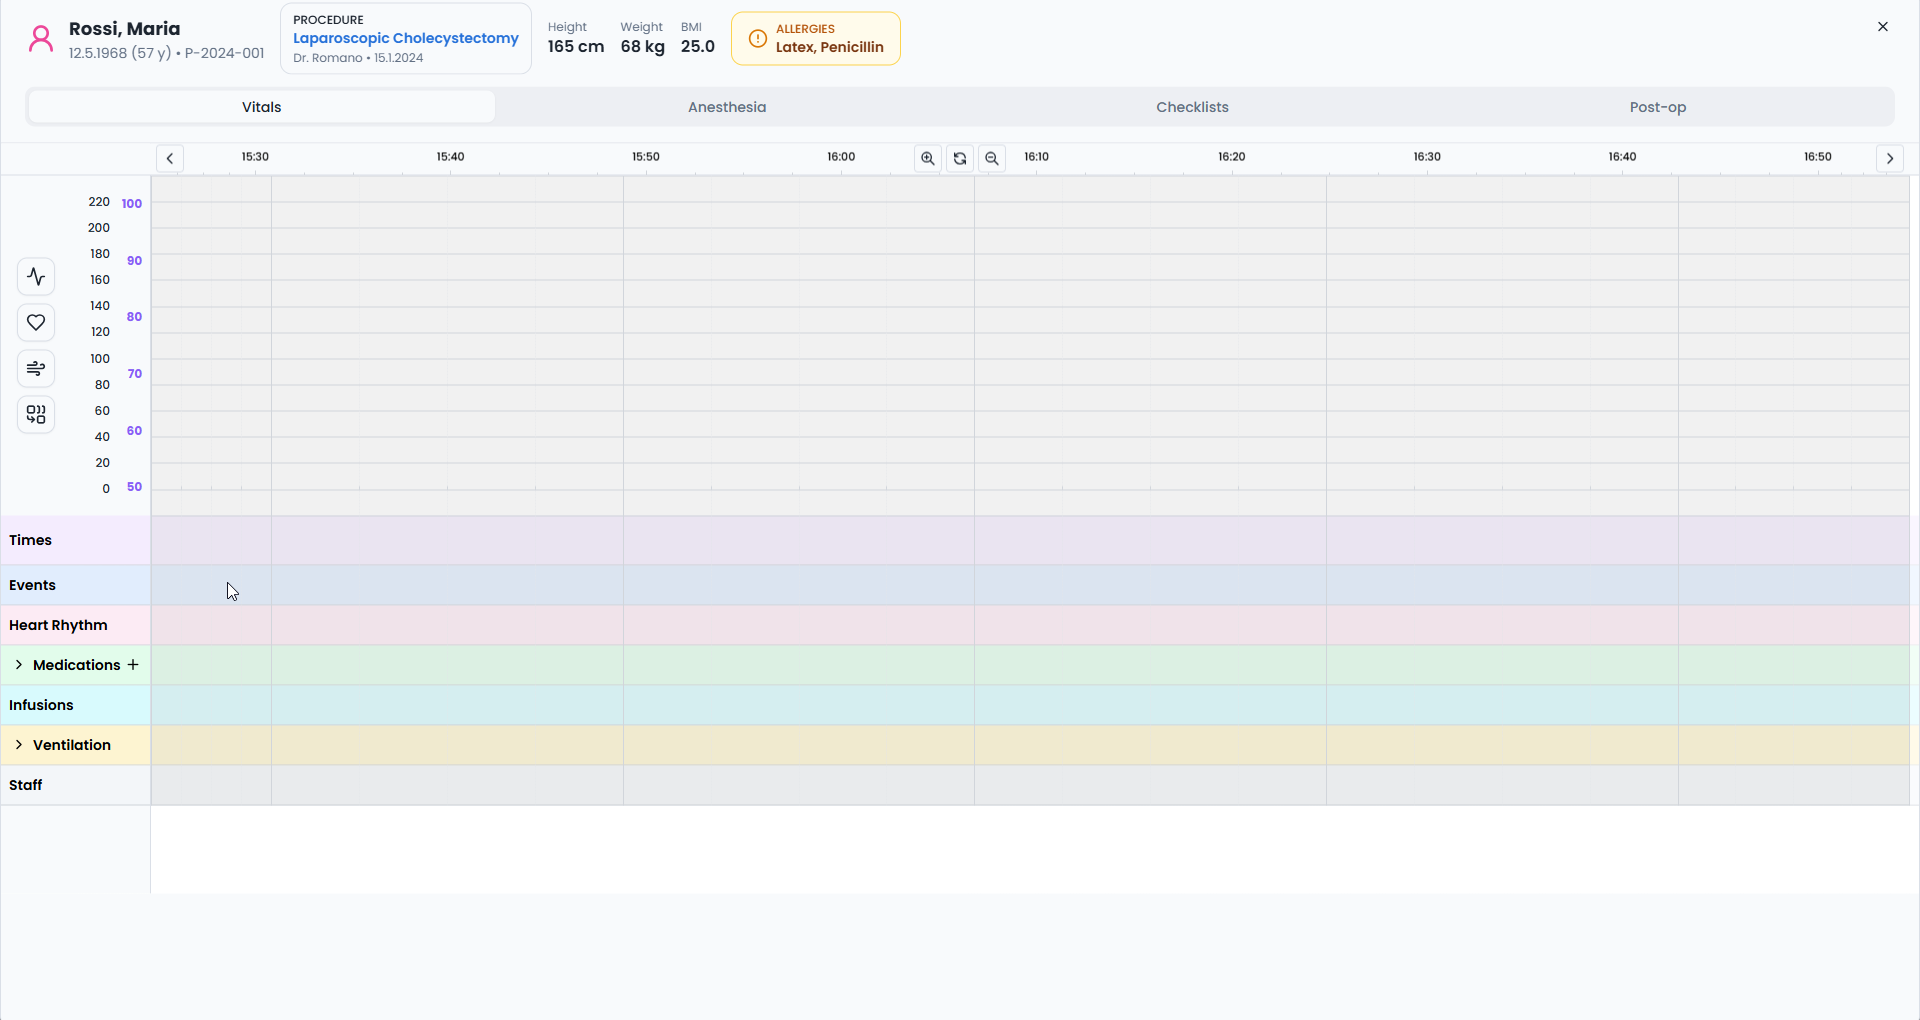 Rossi, Maria
12.5.1968 (57 y) • P-2024-001
PROCEDURE
Laparoscopic Cholecystectomy
Dr. Romano • 15.1.2024
Height
165 cm
Weight
68 kg
BMI
25.0
ALLERGIES
Latex, Penicillin
Vitals
Anesthesia
Checklists
Post-op
15:30
15:40
15:50
16:00
16:10
16:20
16:30
16:40
16:50
220
200
180
160
140
120
100
80
60
40
20
0
100
90
80
70
60
50
Times
Events
Heart Rhythm
Medications
Infusions
Ventilation
Staff